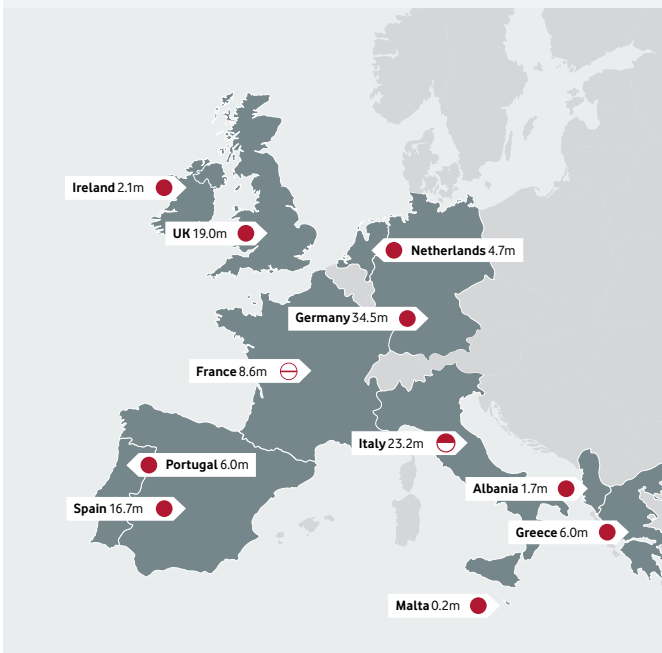 Ireland 2.1m
UK 19.0m
Netherlands 4.7m
Germany 34.5m
France 8.6m
Italy 23.2m
Portugal 6.0m
Albania 1.7m
Spain 16.7m
Greece 6.0m
Malta 0.2m